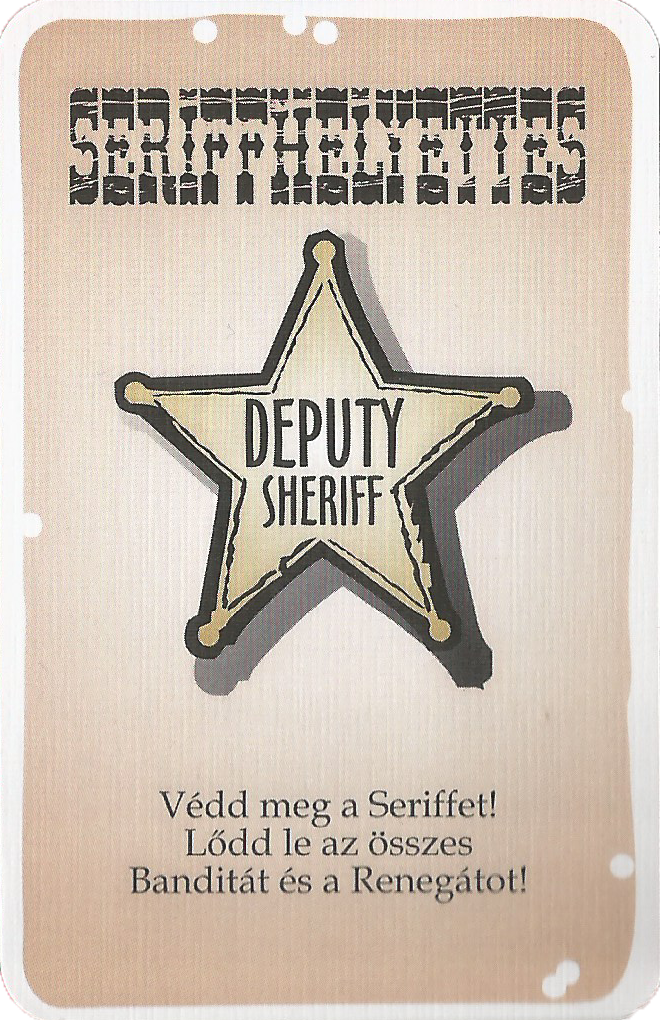 SERIFFHELYETTES
DEPUTY
SHERIFF
Védd meg a Seriffet!
Lődd le az összes
Banditát és a Renegátot!